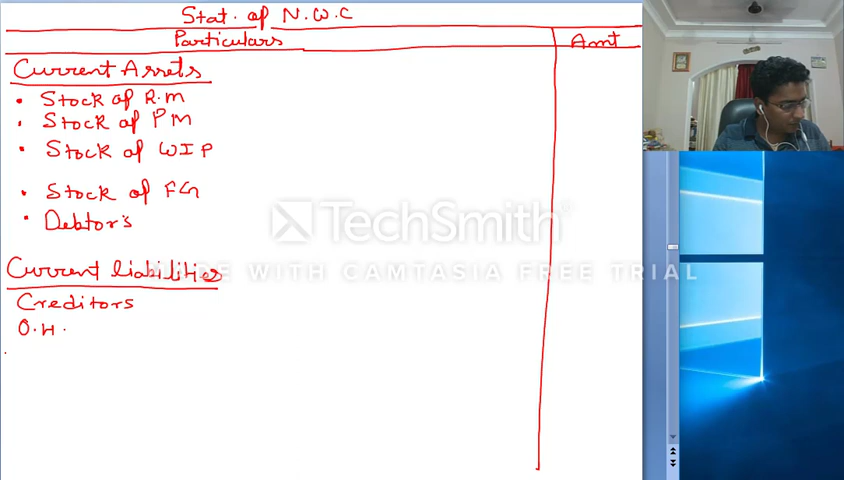 Stat. of N.W.C
Particulars Amt
Current Assets
• Stock of R.M
• Stock of PM
• Stock of WIP
• Stock of FG
• Debtor's
TechSmith
MADE WITH CAMTASIA FREE TRIAL
Current liabilities
Creditors
O.H.